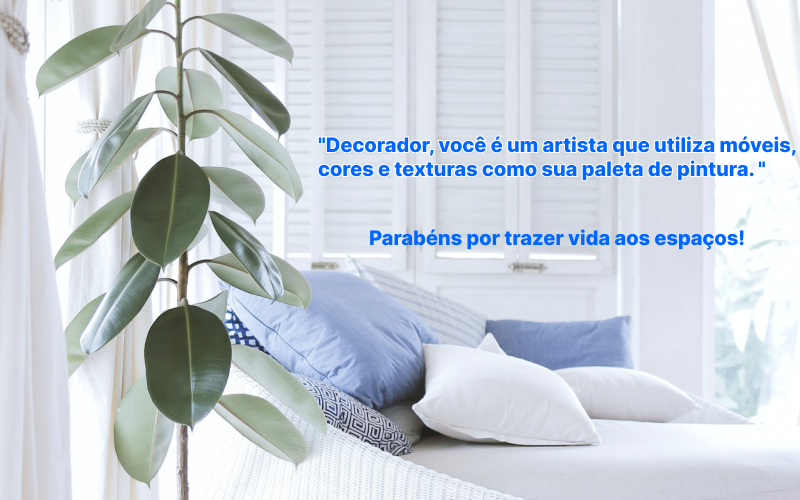 "Decorador, você é um artista que utiliza móveis,
cores e texturas como sua paleta de pintura. "
Parabéns por trazer vida aos espaços!